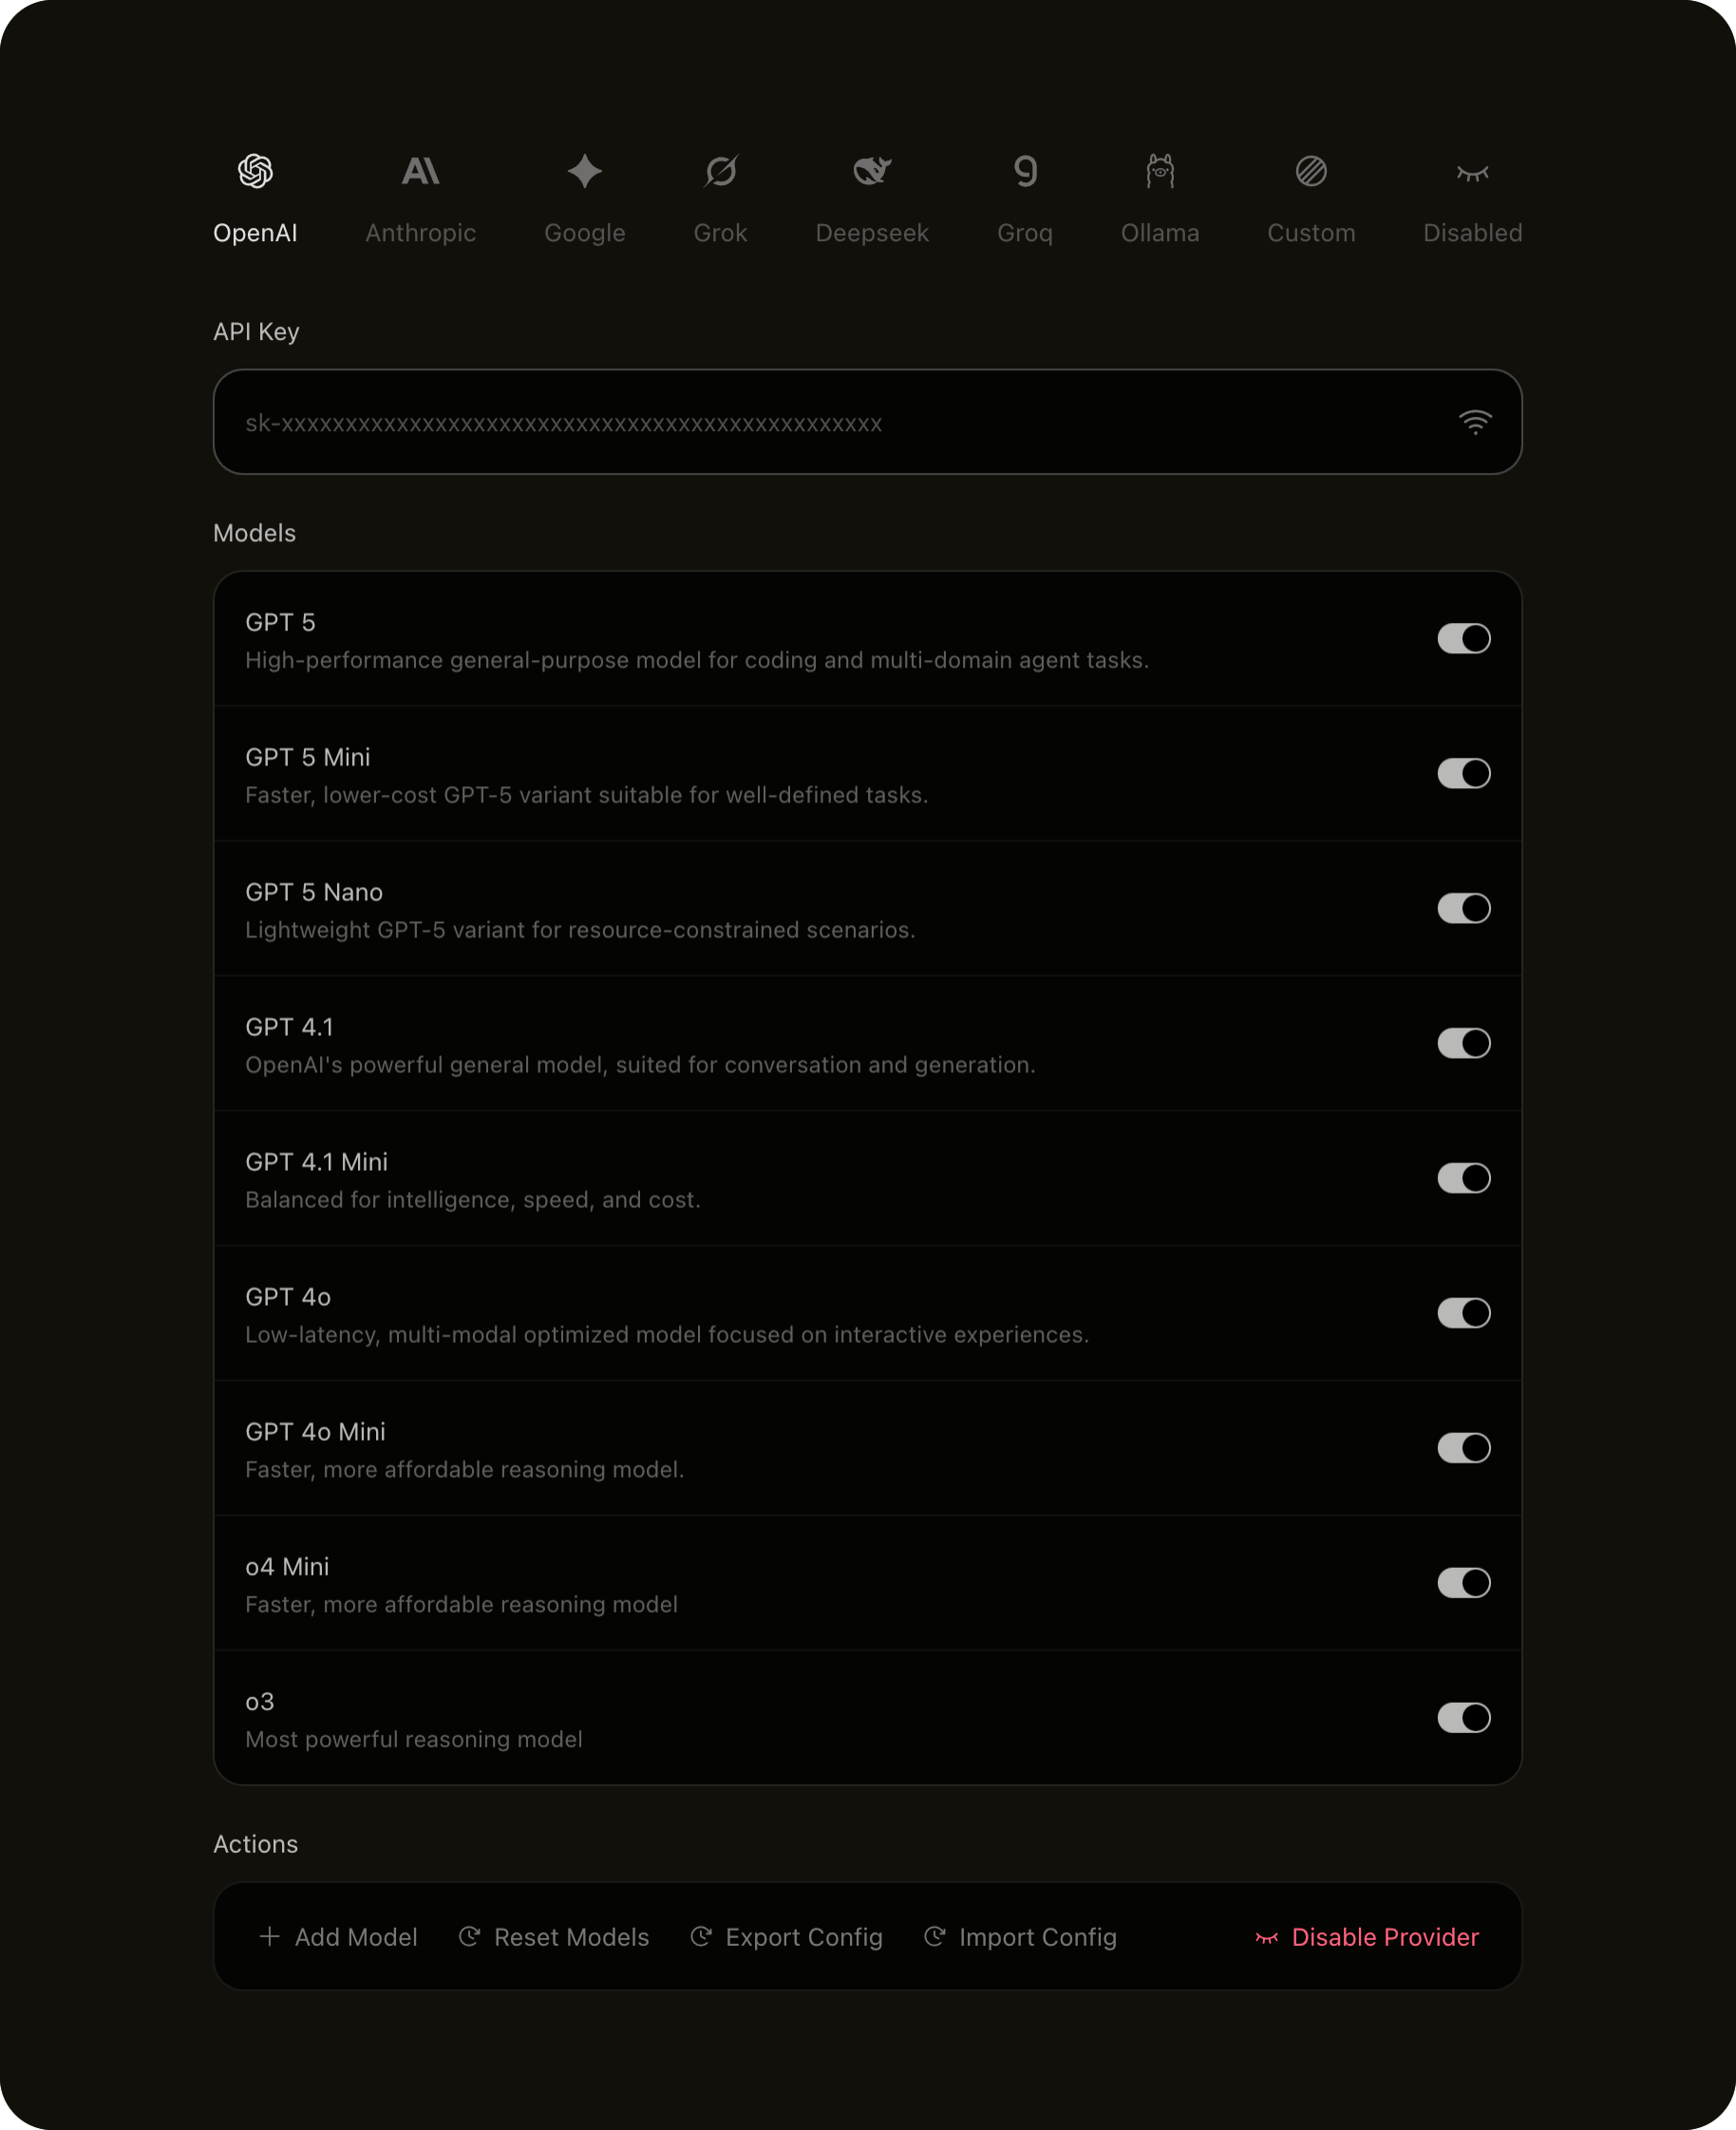 OpenAI Anthropic Google Grok Deepseek Groq Ollama Custom Disabled
API Key
sk-xxxxxxxxxxxxxxxxxxxxxxxxxxxxxxxxxxxxxxxxxxxxxxxx
Models
GPT 5
High-performance general-purpose model for coding and multi-domain agent tasks.
GPT 5 Mini
Faster, lower-cost GPT-5 variant suitable for well-defined tasks.
GPT 5 Nano
Lightweight GPT-5 variant for resource-constrained scenarios.
GPT 4.1
OpenAI's powerful general model, suited for conversation and generation.
GPT 4.1 Mini
Balanced for intelligence, speed, and cost.
GPT 4o
Low-latency, multi-modal optimized model focused on interactive experiences.
GPT 4o Mini
Faster, more affordable reasoning model.
o4 Mini
Faster, more affordable reasoning model
o3
Most powerful reasoning model
Actions
Add Model Reset Models Export Config Import Config Disable Provider